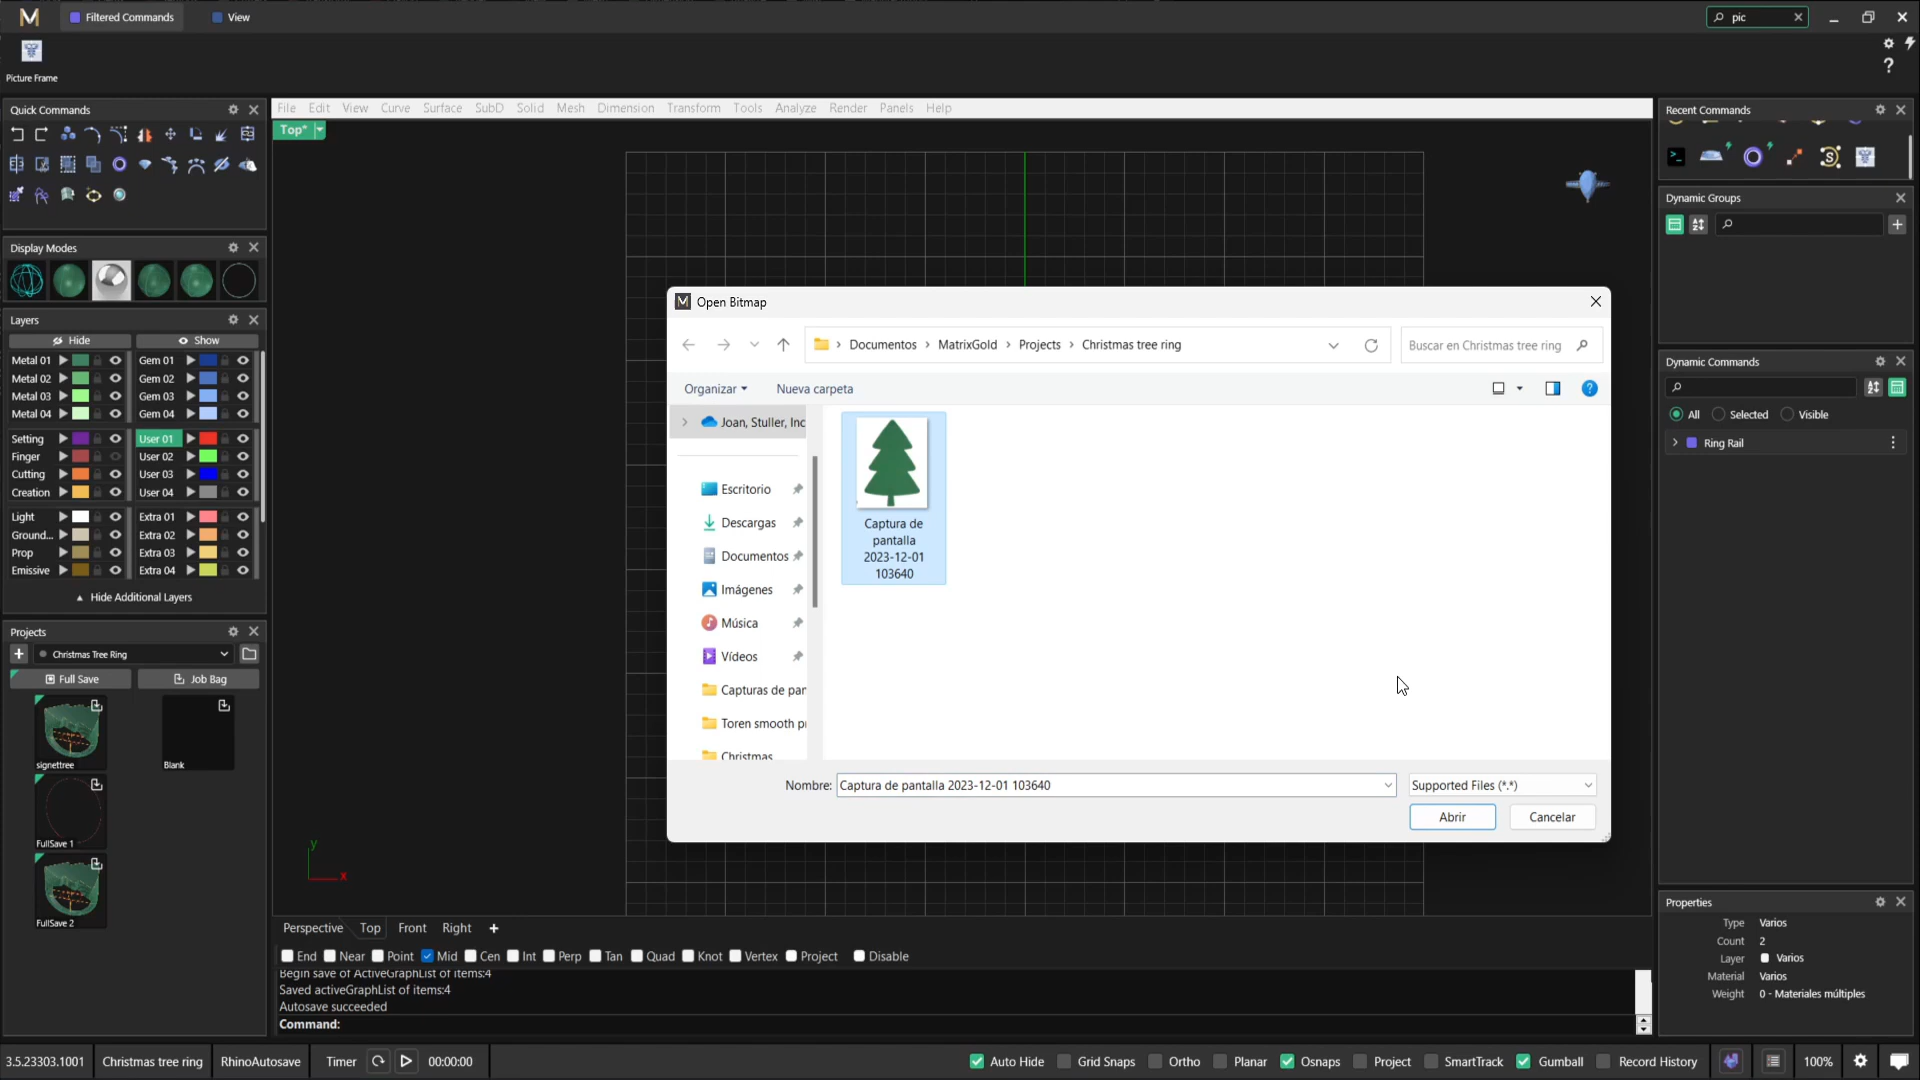 Filtered Commands View pic
Picture Frame
?
Quick Commands
Display Modes
Layers
Hide Show
Metal 01 Gem 01
Metal 02 Gem 02
Metal 03 Gem 03
Metal 04 Gem 04
Setting User 01
Finger User 02
Cutting User 03
Creation User 04
Light Extra 01
Ground... Extra 02
Prop Extra 03
Emissive Extra 04
Hide Additional Layers
Projects
Christmas Tree Ring
Full Save Job Bag
signettree Blank
FullSave 1
FullSave 2
File Edit View Curve Surface SubD Solid Mesh Dimension Transform Tools Analyze Render Panels Help
Top*
Open Bitmap
Documentos › MatrixGold › Projects › Christmas tree ring
Buscar en Christmas tree ring
Organizar Nueva carpeta
Joan, Stuller, Inc
Escritorio
Descargas
Documentos
Imágenes
Música
Vídeos
Capturas de pan
Toren smooth pr
Christmas
Captura de
pantalla
2023-12-01
103640
Nombre: Captura de pantalla 2023-12-01 103640 Supported Files (*.*)
Abrir Cancelar
y
x
Perspective Top Front Right +
End Near Point Mid Cen Int Perp Tan Quad Knot Vertex Project Disable
Begin save of ActiveGraphList of items:4
Saved activeGraphList of items:4
Autosave succeeded
Command:
Recent Commands
Dynamic Groups
Dynamic Commands
All Selected Visible
Ring Rail
Properties
Type Varios
Count 2
Layer Varios
Material Varios
Weight 0 - Materiales múltiples
3.5.23303.1001 Christmas tree ring RhinoAutosave Timer 00:00:00 Auto Hide Grid Snaps Ortho Planar Osnaps Project SmartTrack Gumball Record History 100%